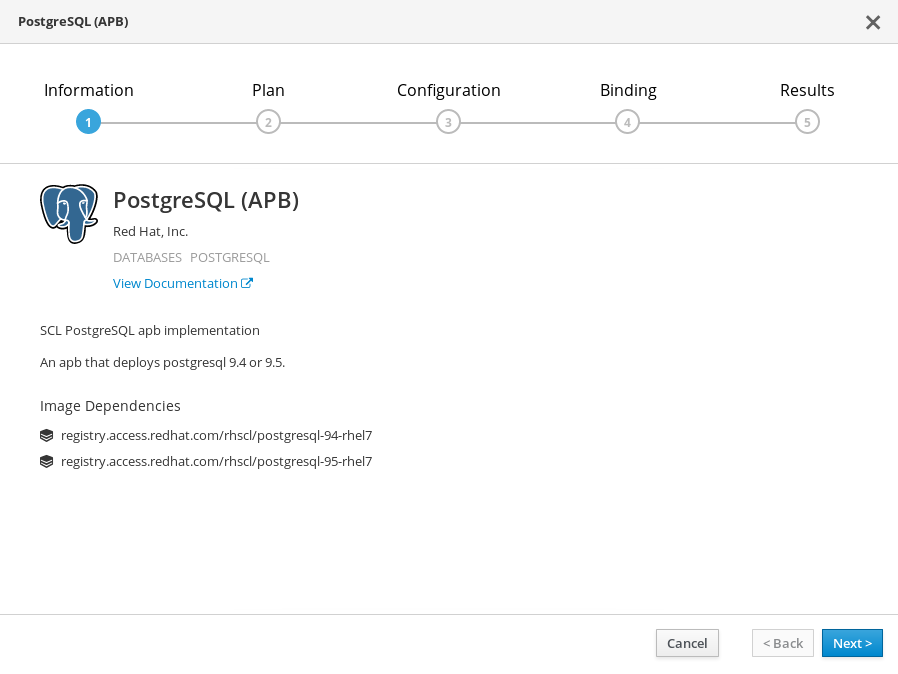 PostgreSQL (APB)
Information Plan Configuration Binding Results
1 2 3 4 5
PostgreSQL (APB)
Red Hat, Inc.
DATABASES POSTGRESQL
View Documentation
SCL PostgreSQL apb implementation
An apb that deploys postgresql 9.4 or 9.5.
Image Dependencies
registry.access.redhat.com/rhscl/postgresql-94-rhel7
registry.access.redhat.com/rhscl/postgresql-95-rhel7
Cancel < Back Next >